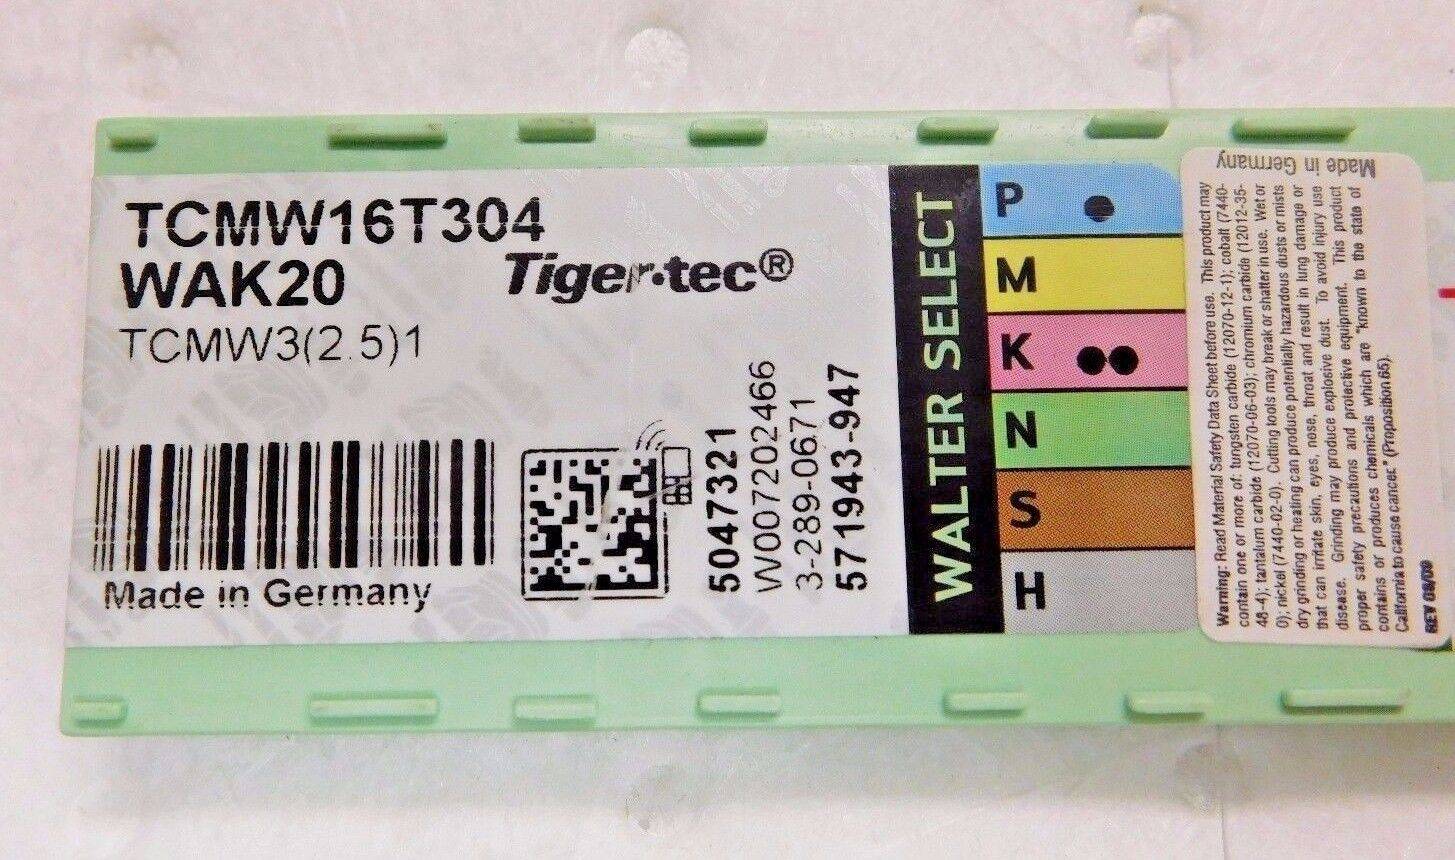 TCMW16T304
WAK20
Tiger·tec®
TCMW3(2.5)1
Made in Germany
5047321
W007202466
3-289-0671
571943-947
WALTER SELECT
P
M
K
N
S
H
Made in Germany
Warning: Read Material Safety Data Sheet before use. This product may
contain one or more of: tungsten carbide (12070-12-1); cobalt (7440-
48-4); tantalum carbide (12070-06-03); chromium carbide (12012-35-
0); nickel (7440-02-0). Cutting tools may break or shatter in use. Wet or
dry grinding or heating can produce potentially hazardous dusts or mists
that can irritate skin, eyes, nose, throat and result in lung damage or
disease. Grinding may produce explosive dust. To avoid injury use
proper safety precautions and protective equipment. This product
contains or produces chemicals which are "known to the state of
California to cause cancer." (Proposition 65).
REV 09/09